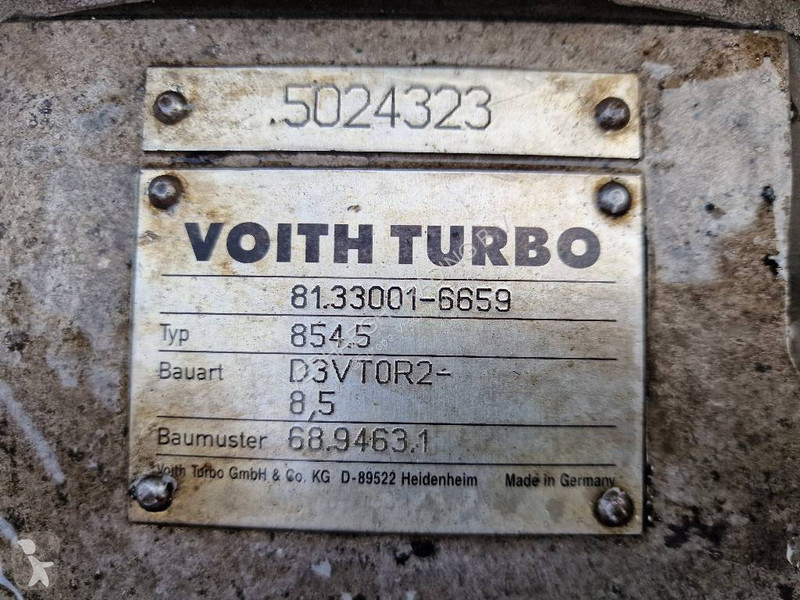 .5024323
VOITH TURBO
81.33001-6659
Typ 854.5
Bauart D3VT0R2-
8,5
Baumuster 68.9463.1
Voith Turbo GmbH & Co. KG D-89522 Heidenheim Made in Germany